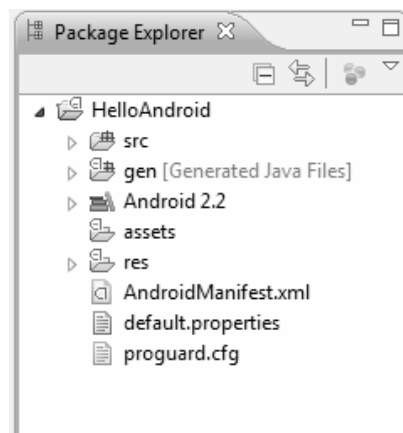 Package Explorer
HelloAndroid
src
gen [Generated Java Files]
Android 2.2
assets
res
AndroidManifest.xml
default.properties
proguard.cfg